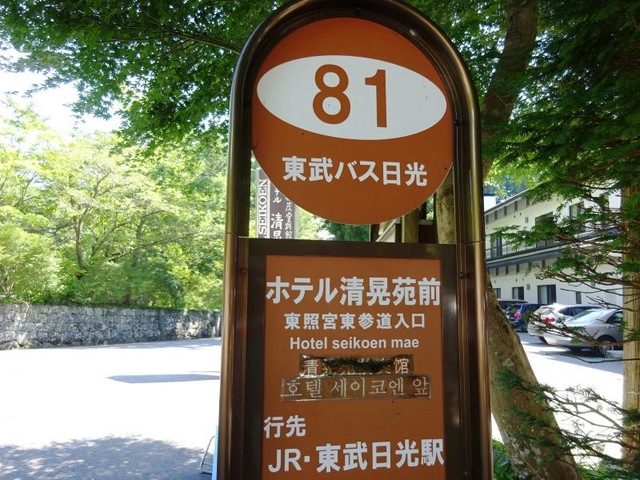 81
東武バス日光
ホテル清晃苑前
東照宮東参道入口
Hotel seikoen mae
호텔 세이코엔 앞
行先
JR・東武日光駅